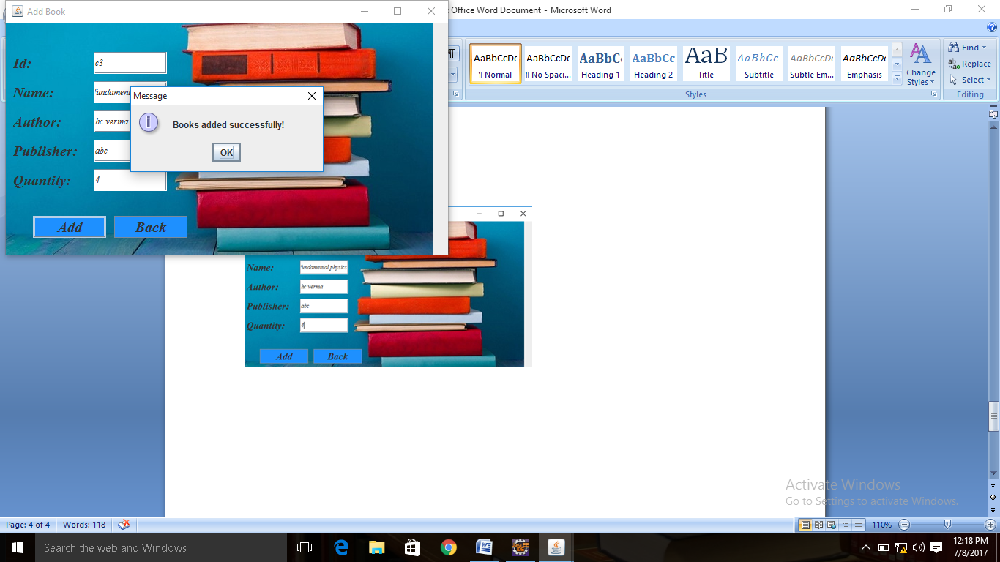 Add Book
Office Word Document - Microsoft Word
Id:
c3
Name:
Author:
hc verma
Publisher:
abc
Quantity:
4
Add
Back
Message
Books added successfully!
OK
AaBbCcDc
¶ Normal
AaBbCcDc
¶ No Spaci...
AaBbC
Heading 1
AaBbCc
Heading 2
AaB
Title
AaBbCc.
Subtitle
AaBbCcDc
Subtle Em...
AaBbCcDc
Emphasis
Change
Styles
Styles
Find
Replace
Select
Editing
Name:
fundamental physics
Author:
hc verma
Publisher:
abc
Quantity:
4
Add
Back
Activate Windows
Go to Settings to activate Windows.
Page: 4 of 4
Words: 118
110%
Search the web and Windows
Java EE
IDE
12:18 PM
7/8/2017